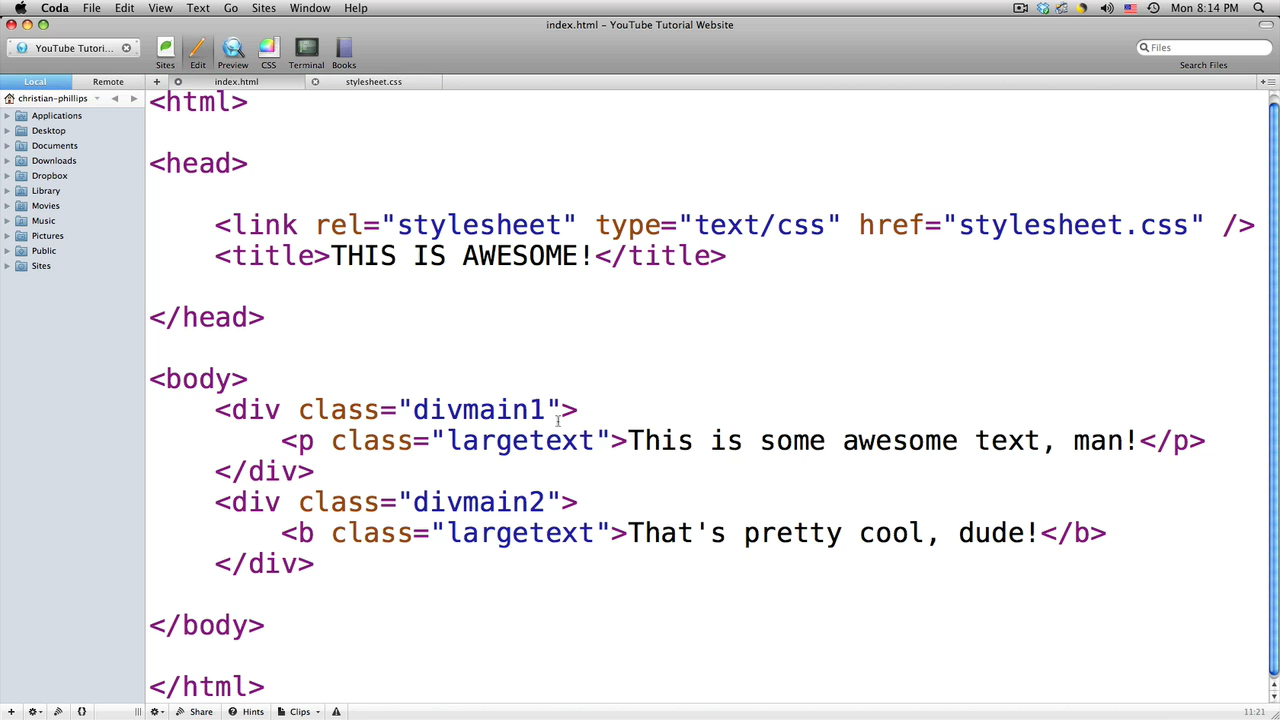 Coda File Edit View Text Go Sites Window Help Mon 8:14 PM
index.html – YouTube Tutorial Website
YouTube Tutori... Files
Sites Edit Preview CSS Terminal Books Search Files
Local Remote index.html stylesheet.css
christian-phillips
Applications
Desktop
Documents
Downloads
Dropbox
Library
Movies
Music
Pictures
Public
Sites
<html>
<head>
<link rel="stylesheet" type="text/css" href="stylesheet.css" />
<title>THIS IS AWESOME!</title>
</head>
<body>
<div class="divmain1">
<p class="largetext">This is some awesome text, man!</p>
</div>
<div class="divmain2">
<b class="largetext">That's pretty cool, dude!</b>
</div>
</body>
</html>
Share Hints Clips 11:21